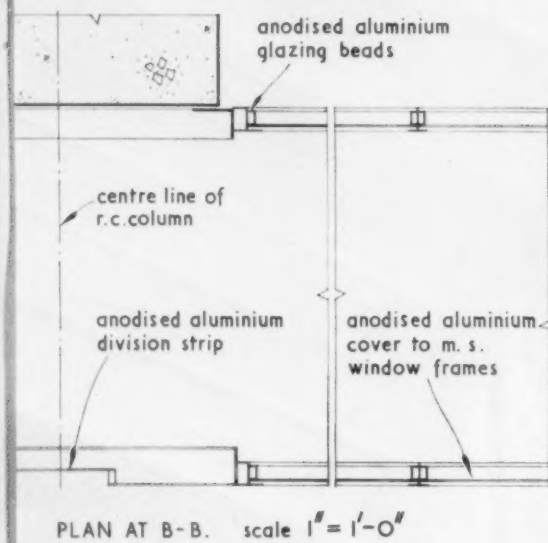 anodised aluminium
glazing beads
centre line of
r.c.column
anodised aluminium
division strip
anodised aluminium
cover to m. s.
window frames
PLAN AT B-B. scale 1" = 1'-0"